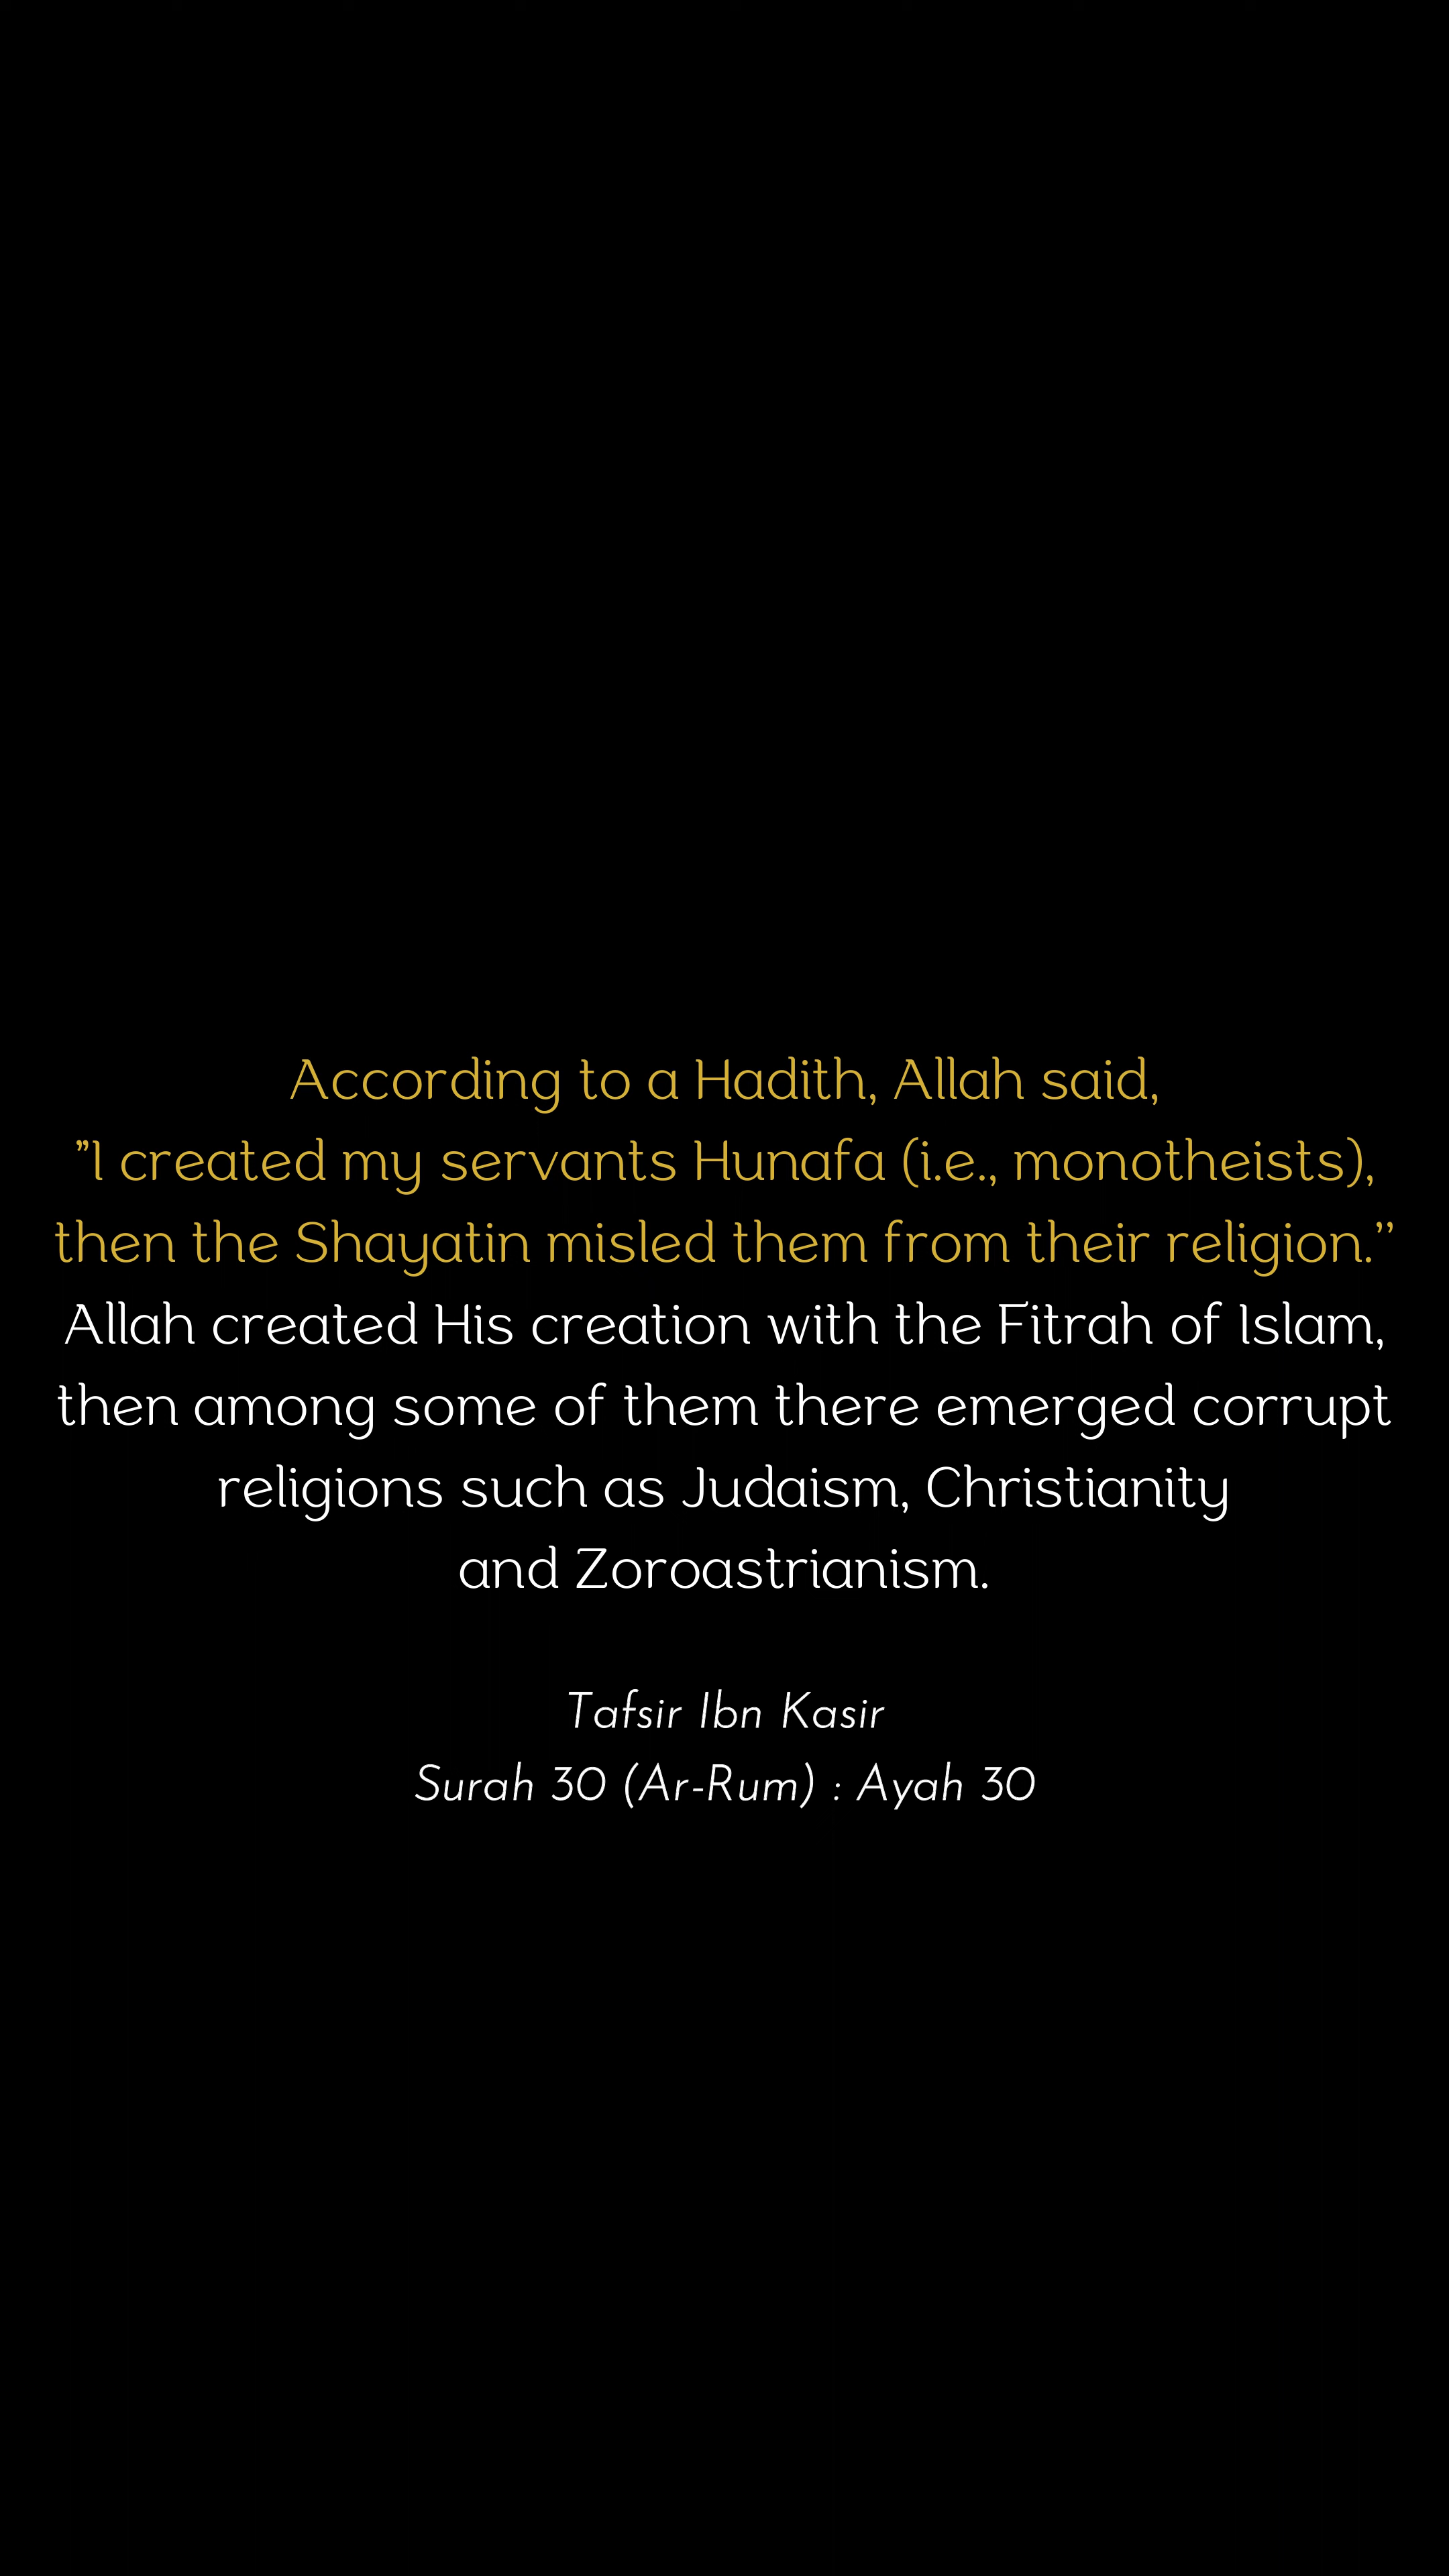 According to a Hadith, Allah said,
”I created my servants Hunafa (i.e., monotheists),
then the Shayatin misled them from their religion.’’
Allah created His creation with the Fitrah of Islam,
then among some of them there emerged corrupt
religions such as Judaism, Christianity
and Zoroastrianism.
Tafsir Ibn Kasir
Surah 30 (Ar-Rum) : Ayah 30